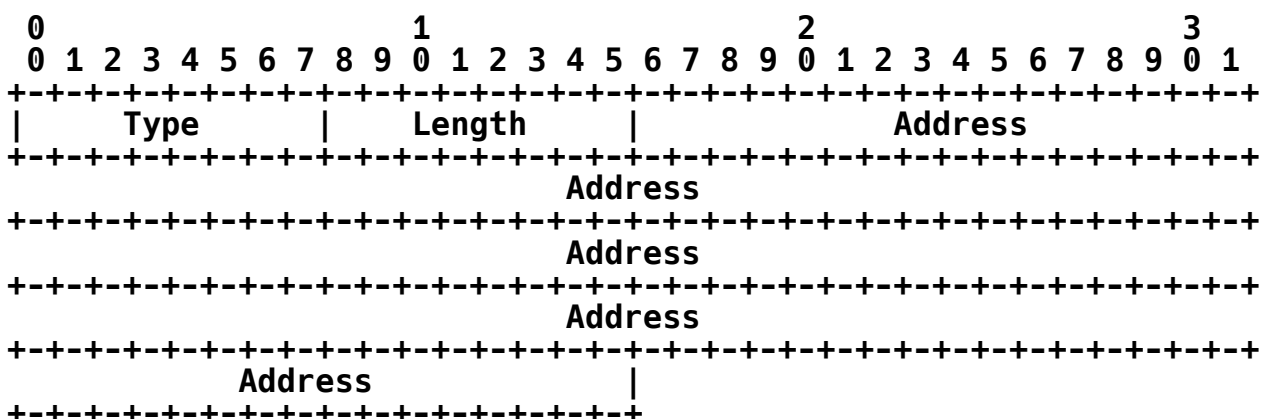 0                   1                   2                   3
 0 1 2 3 4 5 6 7 8 9 0 1 2 3 4 5 6 7 8 9 0 1 2 3 4 5 6 7 8 9 0 1
+-+-+-+-+-+-+-+-+-+-+-+-+-+-+-+-+-+-+-+-+-+-+-+-+-+-+-+-+-+-+-+-+
|     Type      |    Length     |             Address
+-+-+-+-+-+-+-+-+-+-+-+-+-+-+-+-+-+-+-+-+-+-+-+-+-+-+-+-+-+-+-+-+
                             Address
+-+-+-+-+-+-+-+-+-+-+-+-+-+-+-+-+-+-+-+-+-+-+-+-+-+-+-+-+-+-+-+-+
                             Address
+-+-+-+-+-+-+-+-+-+-+-+-+-+-+-+-+-+-+-+-+-+-+-+-+-+-+-+-+-+-+-+-+
                             Address
+-+-+-+-+-+-+-+-+-+-+-+-+-+-+-+-+-+-+-+-+-+-+-+-+-+-+-+-+-+-+-+-+
            Address             |
+-+-+-+-+-+-+-+-+-+-+-+-+-+-+-+-+